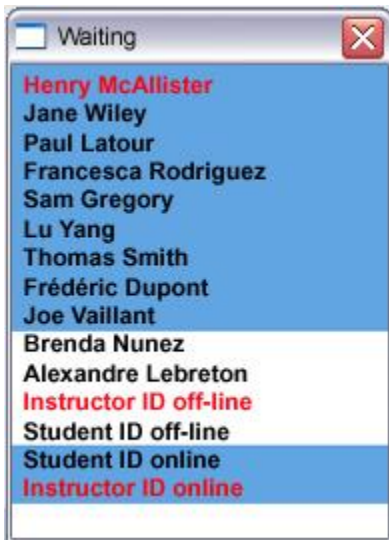 Waiting
Henry McAllister
Jane Wiley
Paul Latour
Francesca Rodriguez
Sam Gregory
Lu Yang
Thomas Smith
Frédéric Dupont
Joe Vaillant
Brenda Nunez
Alexandre Lebreton
Instructor ID off-line
Student ID off-line
Student ID online
Instructor ID online